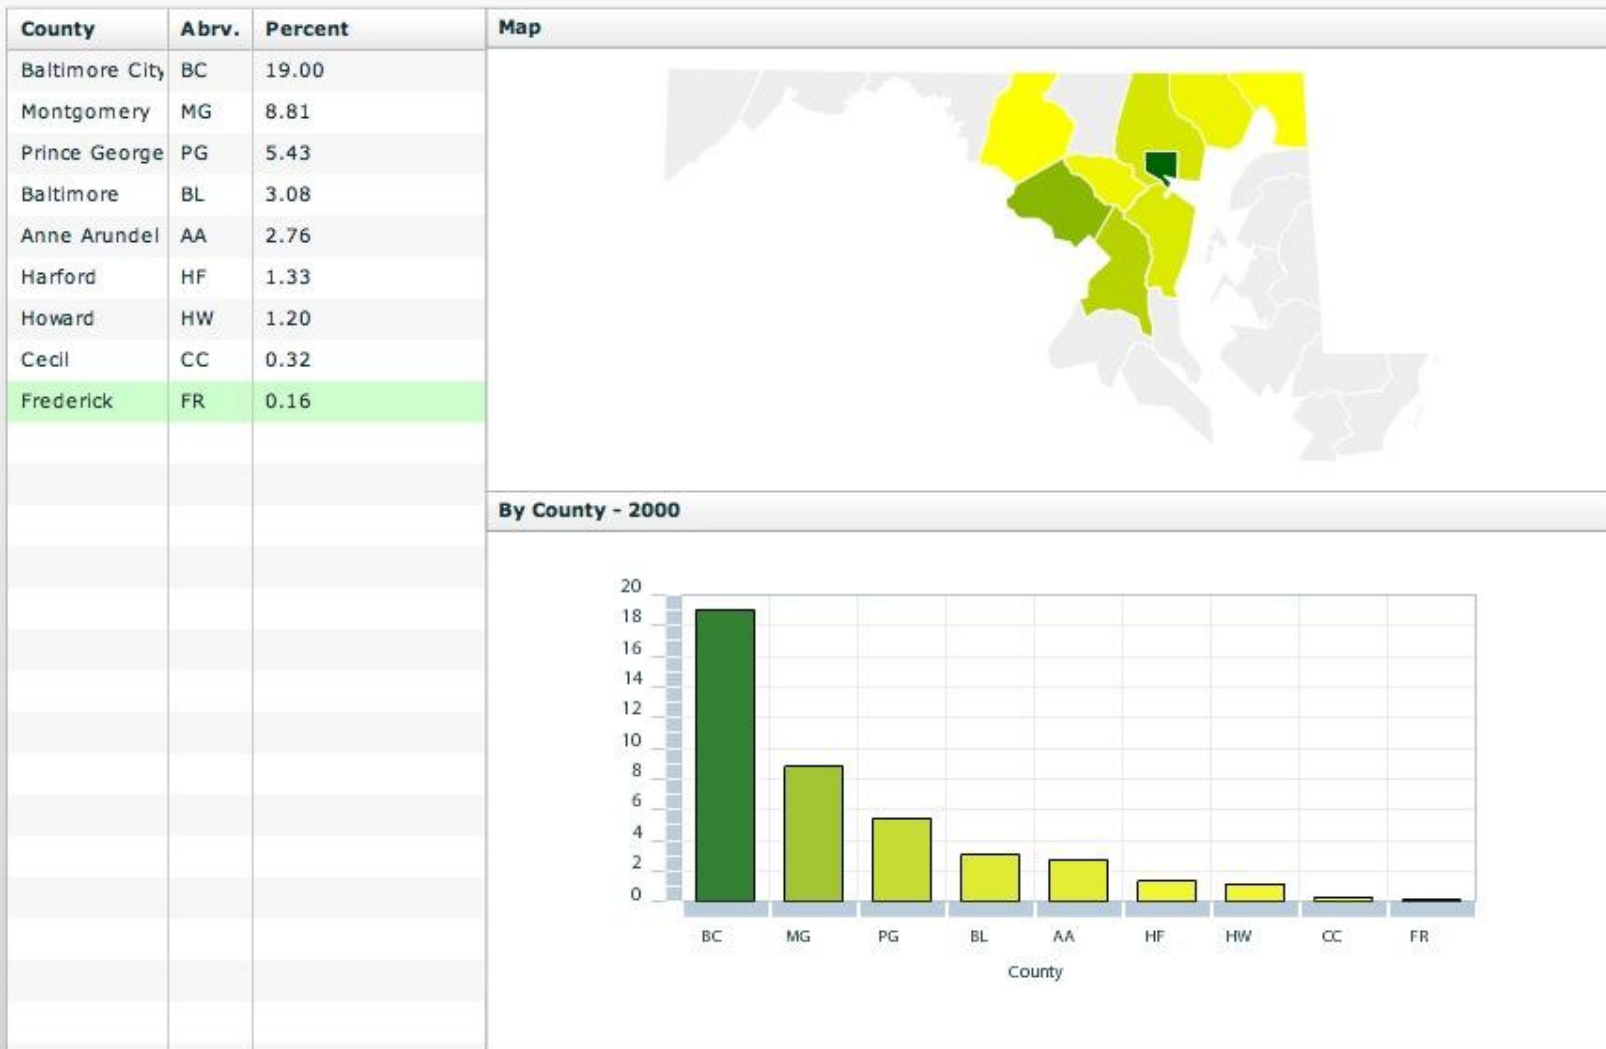 County Abrv. Percent
Baltimore City BC 19.00
Montgomery MG 8.81
Prince George PG 5.43
Baltimore BL 3.08
Anne Arundel AA 2.76
Harford HF 1.33
Howard HW 1.20
Cecil CC 0.32
Frederick FR 0.16
Map
By County - 2000
20
18
16
14
12
10
8
6
4
2
0
BC MG PG BL AA HF HW CC FR
County